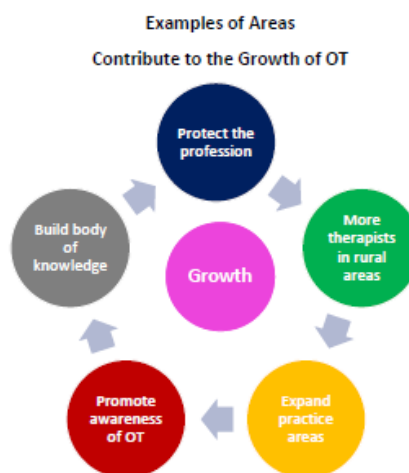 Examples of Areas
Contribute to the Growth of OT
Protect the
profession
More
therapists
in rural
areas
Expand
practice
areas
Promote
awareness
of OT
Build body
of
knowledge
Growth